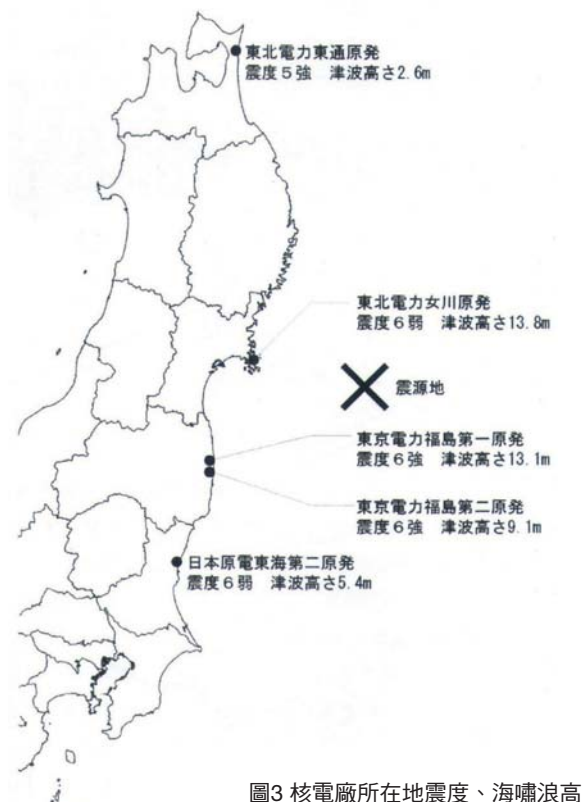 東北電力東通原発
震度5強　津波高さ2.6m
東北電力女川原発
震度6弱　津波高さ13.8m
震源地
東京電力福島第一原発
震度6強　津波高さ13.1m
東京電力福島第二原発
震度6強　津波高さ9.1m
日本原電東海第二原発
震度6弱　津波高さ5.4m
圖3 核電廠所在地震度、海嘯浪高